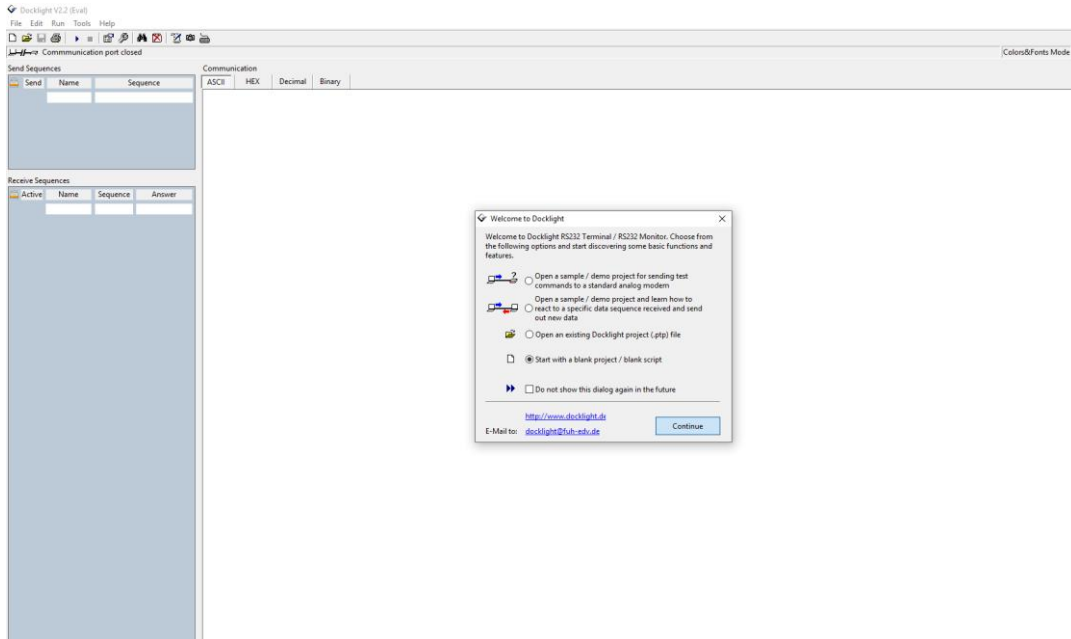 Docklight V2.2 (Eval)
File Edit Run Tools Help
Commmunication port closed
Colors&Fonts Mode
Send Sequences
Send Name Sequence
Communication
ASCII HEX Decimal Binary
Receive Sequences
Active Name Sequence Answer
Welcome to Docklight
Welcome to Docklight RS232 Terminal / RS232 Monitor. Choose from
the following options and start discovering some basic functions and
features.
Open a sample / demo project for sending test
commands to a standard analog modem
Open a sample / demo project and learn how to
react to a specific data sequence received and send
out new data
Open an existing Docklight project (.ptp) file
Start with a blank project / blank script
Do not show this dialog again in the future
http://www.docklight.de
E-Mail to: docklight@fuh-edv.de
Continue